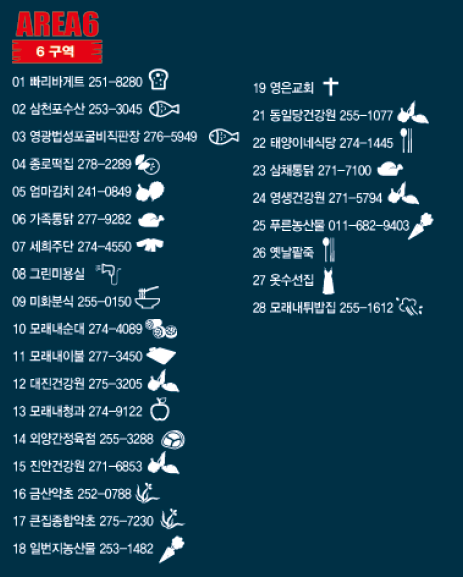 AREA6
6 구역
01 빠리바게트 251-8280
02 삼천포수산 253-3045
03 영광법성포굴비직판장 276-5949
04 종로떡집 278-2289
05 엄마김치 241-0849
06 가족통닭 277-9282
07 세희주단 274-4550
08 그린미용실
09 미화분식 255-0150
10 모래내순대 274-4089
11 모래내이불 277-3450
12 대진건강원 275-3205
13 모래내청과 274-9122
14 외양간정육점 255-3288
15 진안건강원 271-6853
16 금산약초 252-0788
17 큰집종합약초 275-7230
18 일번지농산물 253-1482
19 영은교회
21 동일당건강원 255-1077
22 태양이네식당 274-1445
23 삼채통닭 271-7100
24 영생건강원 271-5794
25 푸른농산물 011-682-9403
26 옛날팥죽
27 옷수선집
28 모래내튀밥집 255-1612